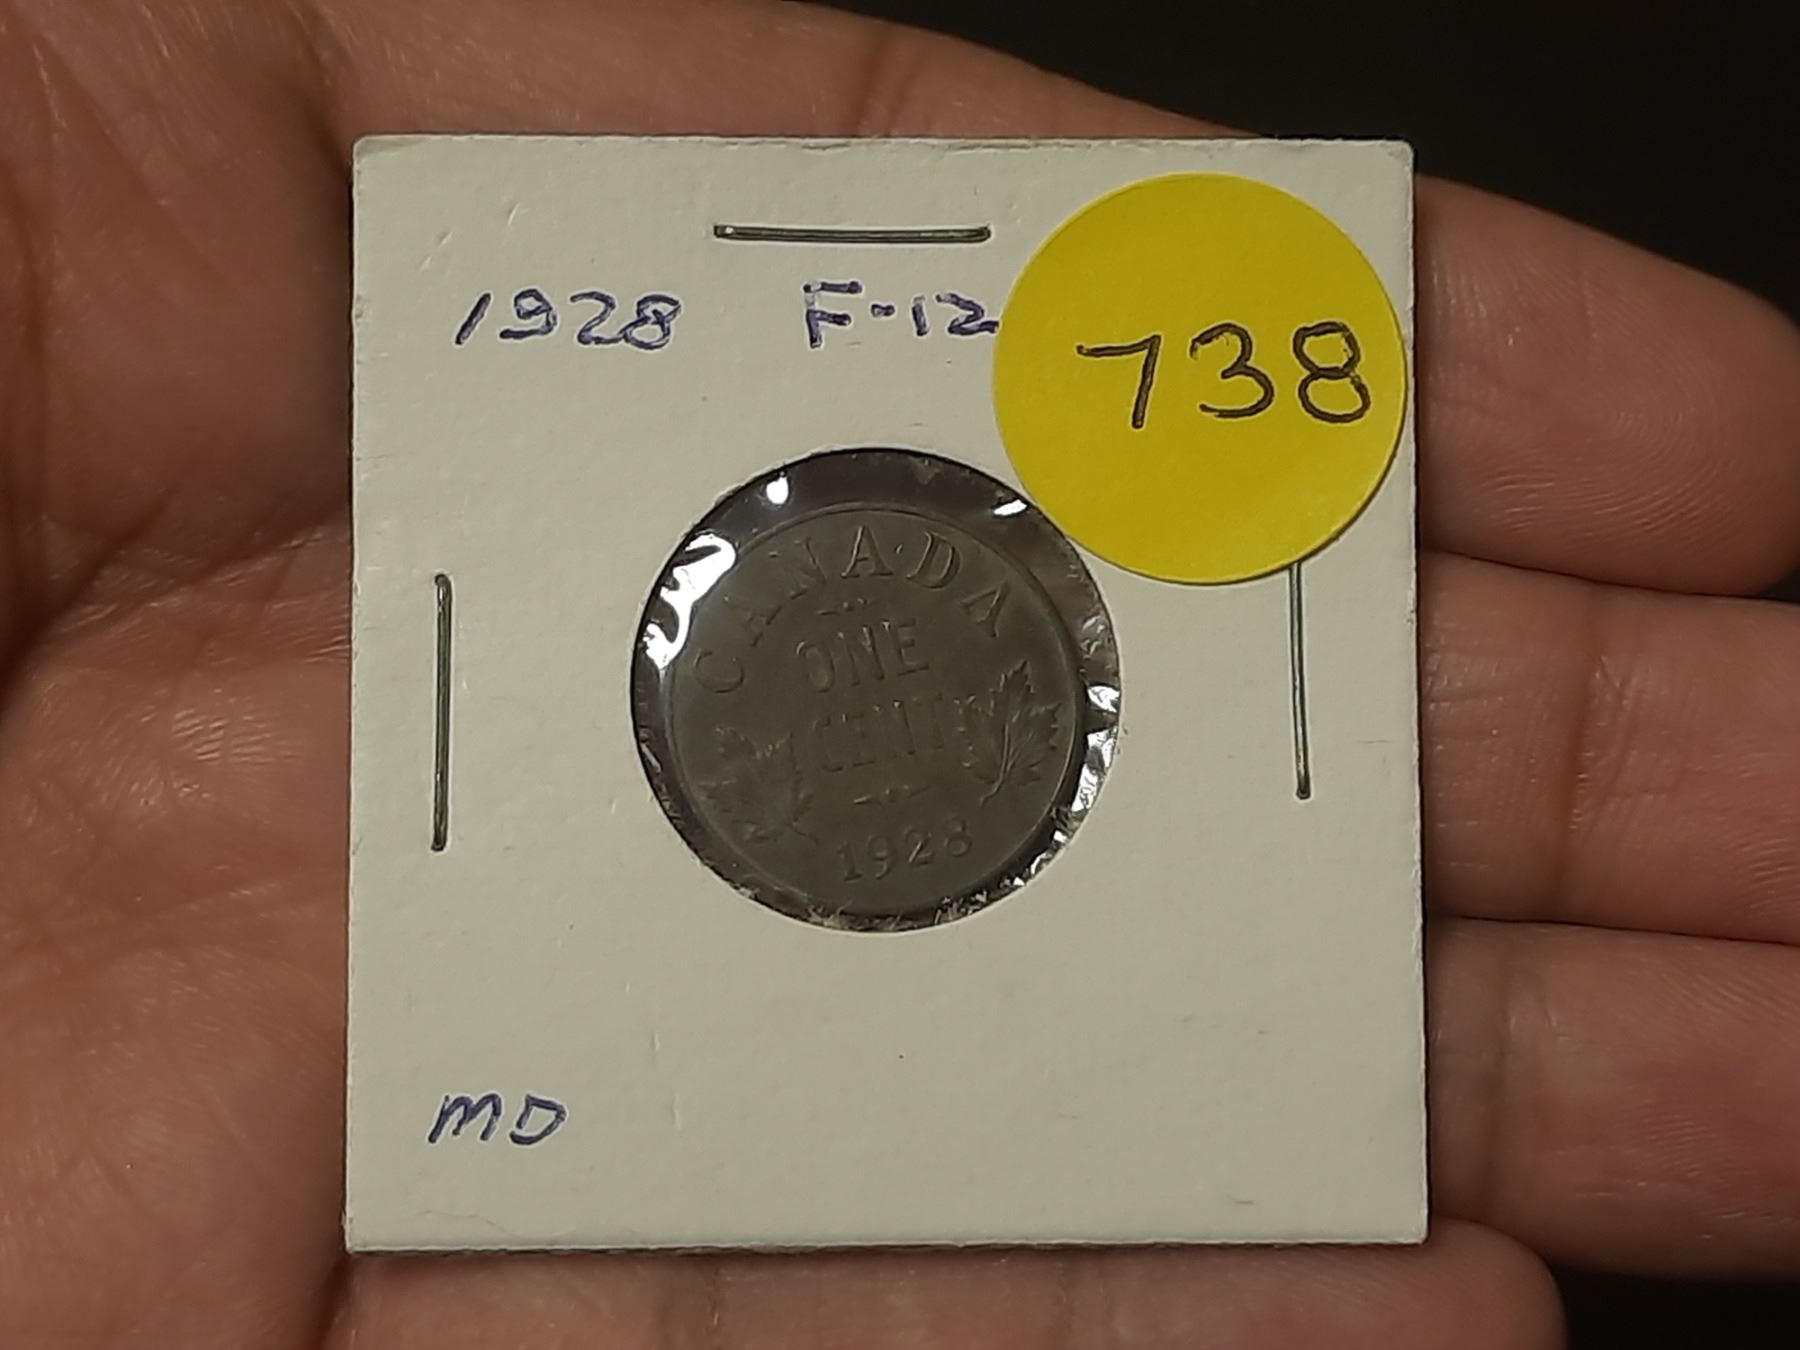 1928 F-12
738
CANADA
ONE
CENT
1928
MD